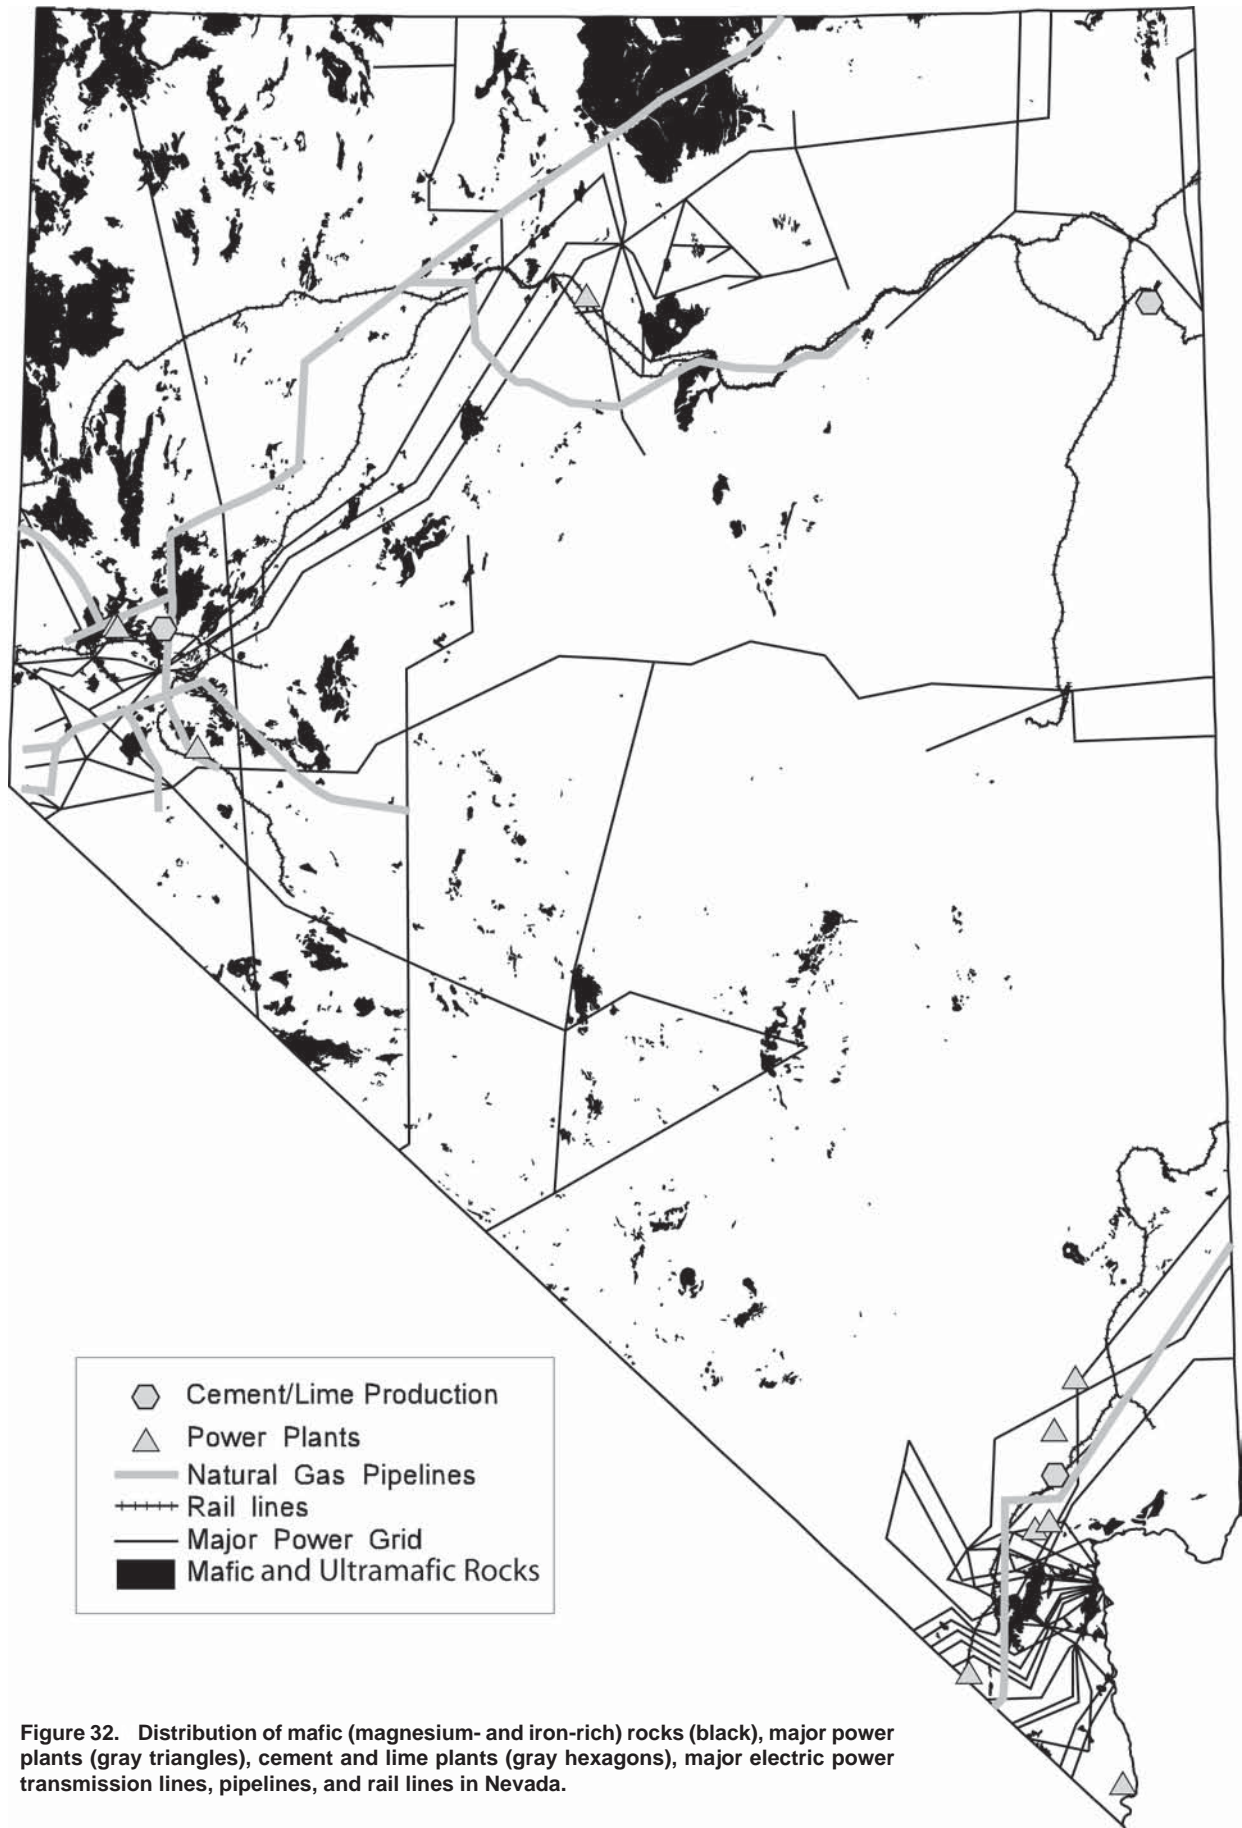 Cement/Lime Production
Power Plants
Natural Gas Pipelines
Rail lines
Major Power Grid
Mafic and Ultramafic Rocks
Figure 32. Distribution of mafic (magnesium- and iron-rich) rocks (black), major power
plants (gray triangles), cement and lime plants (gray hexagons), major electric power
transmission lines, pipelines, and rail lines in Nevada.